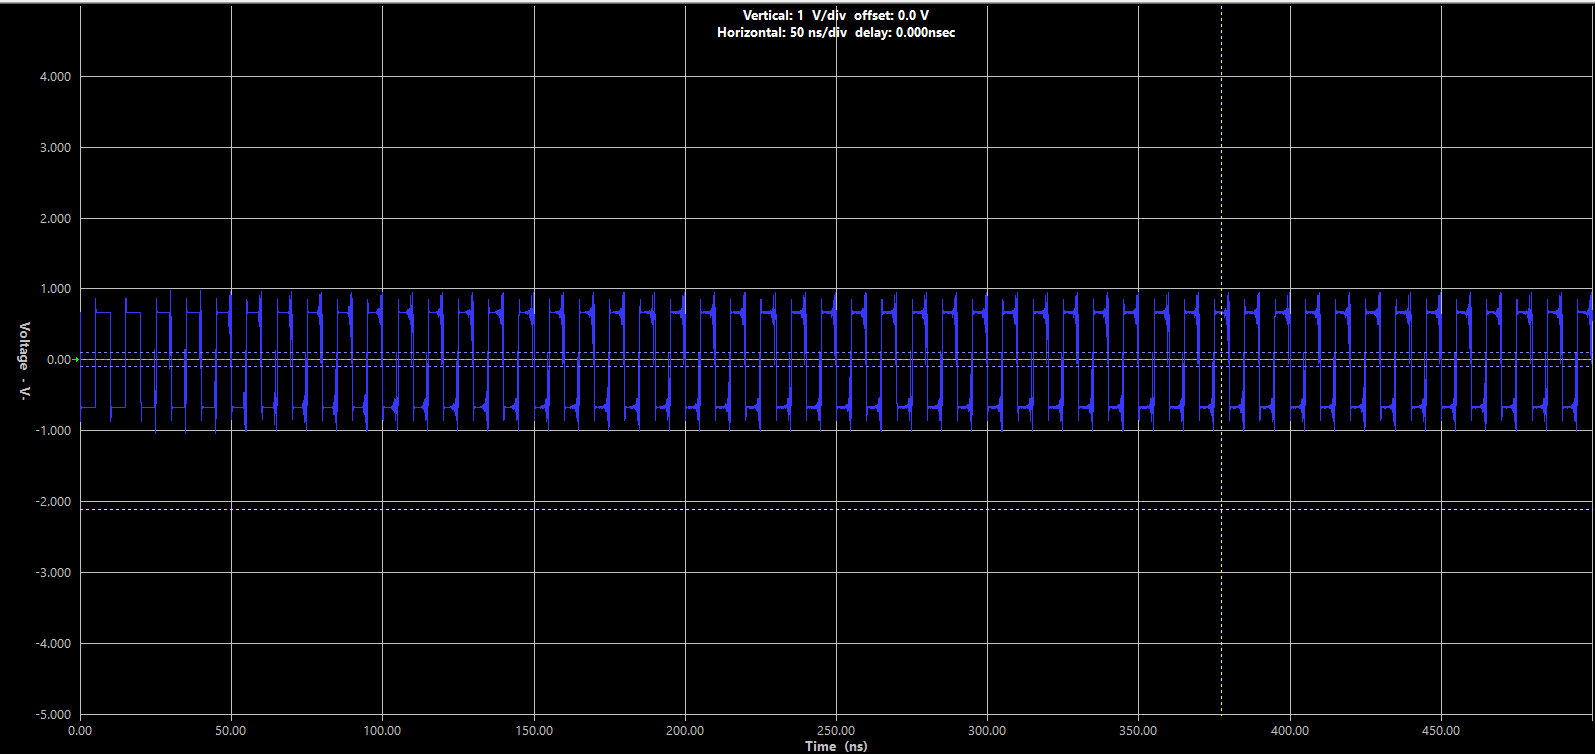 Vertical: 1 V/div offset: 0.0 V
Horizontal: 50 ns/div delay: 0.000nsec
4.000
3.000
2.000
1.000
0.00
-1.000
-2.000
-3.000
-4.000
-5.000
Voltage - V-
0.00 50.00 100.00 150.00 200.00 250.00 300.00 350.00 400.00 450.00
Time (ns)